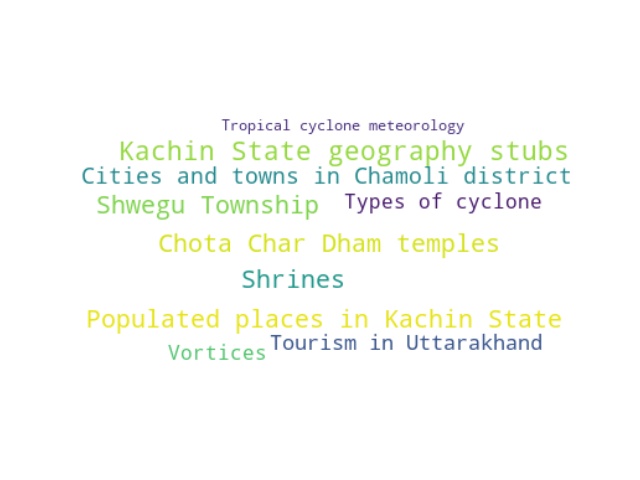 Tropical cyclone meteorology
Kachin State geography stubs
Cities and towns in Chamoli district
Shwegu Township
Types of cyclone
Chota Char Dham temples
Shrines
Populated places in Kachin State
Tourism in Uttarakhand
Vortices